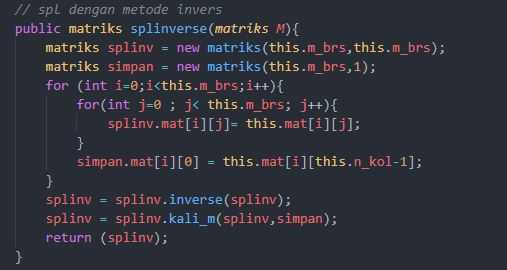 // spl dengan metode invers
public matriks splinverse(matriks M){
    matriks splinv = new matriks(this.m_brs,this.m_brs);
    matriks simpan = new matriks(this.m_brs,1);
    for (int i=0;i<this.m_brs;i++){
        for(int j=0 ; j< this.m_brs; j++){
            splinv.mat[i][j]= this.mat[i][j];
        }
        simpan.mat[i][0] = this.mat[i][this.n_kol-1];
    }
    splinv = splinv.inverse(splinv);
    splinv = splinv.kali_m(splinv,simpan);
    return (splinv);
}